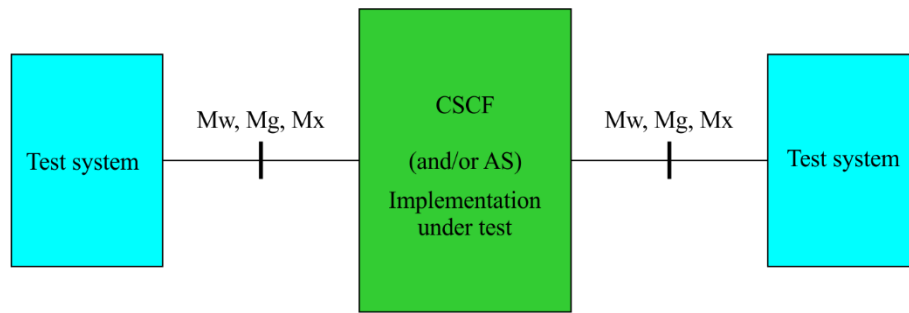 Test system
Mw, Mg, Mx
CSCF
(and/or AS)
Implementation
under test
Mw, Mg, Mx
Test system